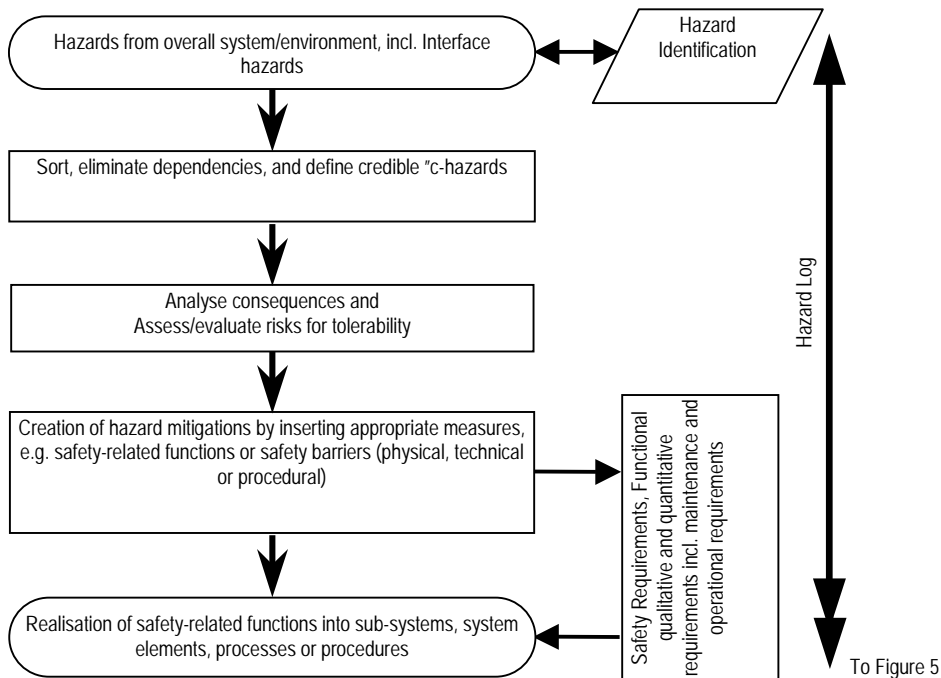 Hazards from overall system/environment, incl. Interface
hazards
Hazard
Identification
Sort, eliminate dependencies, and define credible "c-hazards
Analyse consequences and
Assess/evaluate risks for tolerability
Hazard Log
Creation of hazard mitigations by inserting appropriate measures,
e.g. safety-related functions or safety barriers (physical, technical
or procedural)
Safety Requirements, Functional
qualitative and quantitative
requirements incl. maintenance and
operational requirements
Realisation of safety-related functions into sub-systems, system
elements, processes or procedures
To Figure 5